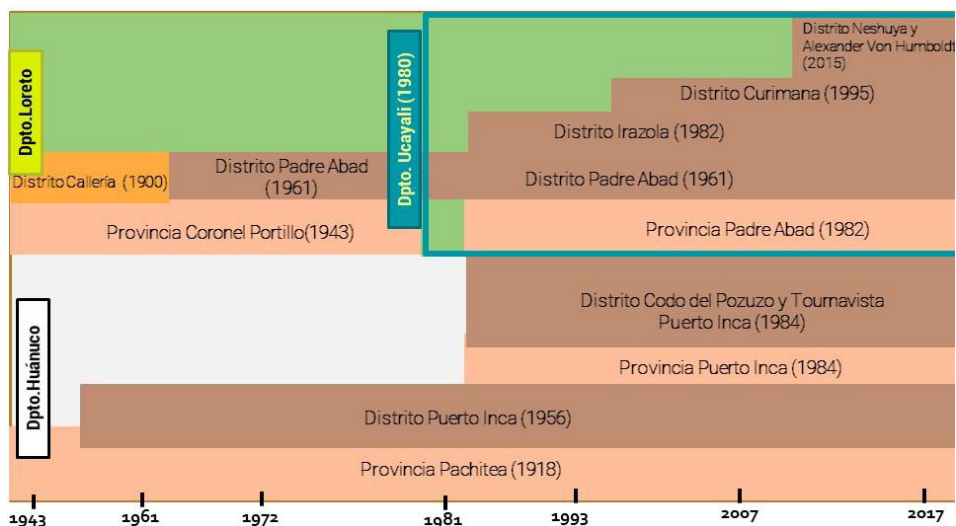 Dpto.Loreto
Dpto. Ucayali (1980)
Distrito Neshuya y
Alexander Von Humboldt
(2015)
Distrito Curimana (1995)
Distrito Irazola (1982)
Distrito Callería (1900)
Distrito Padre Abad
(1961)
Distrito Padre Abad (1961)
Provincia Coronel Portillo(1943)
Provincia Padre Abad (1982)
Dpto.Huánuco
Distrito Codo del Pozuzo y Tournavista
Puerto Inca (1984)
Provincia Puerto Inca (1984)
Distrito Puerto Inca (1956)
Provincia Pachitea (1918)
1943 1961 1972 1981 1993 2007 2017